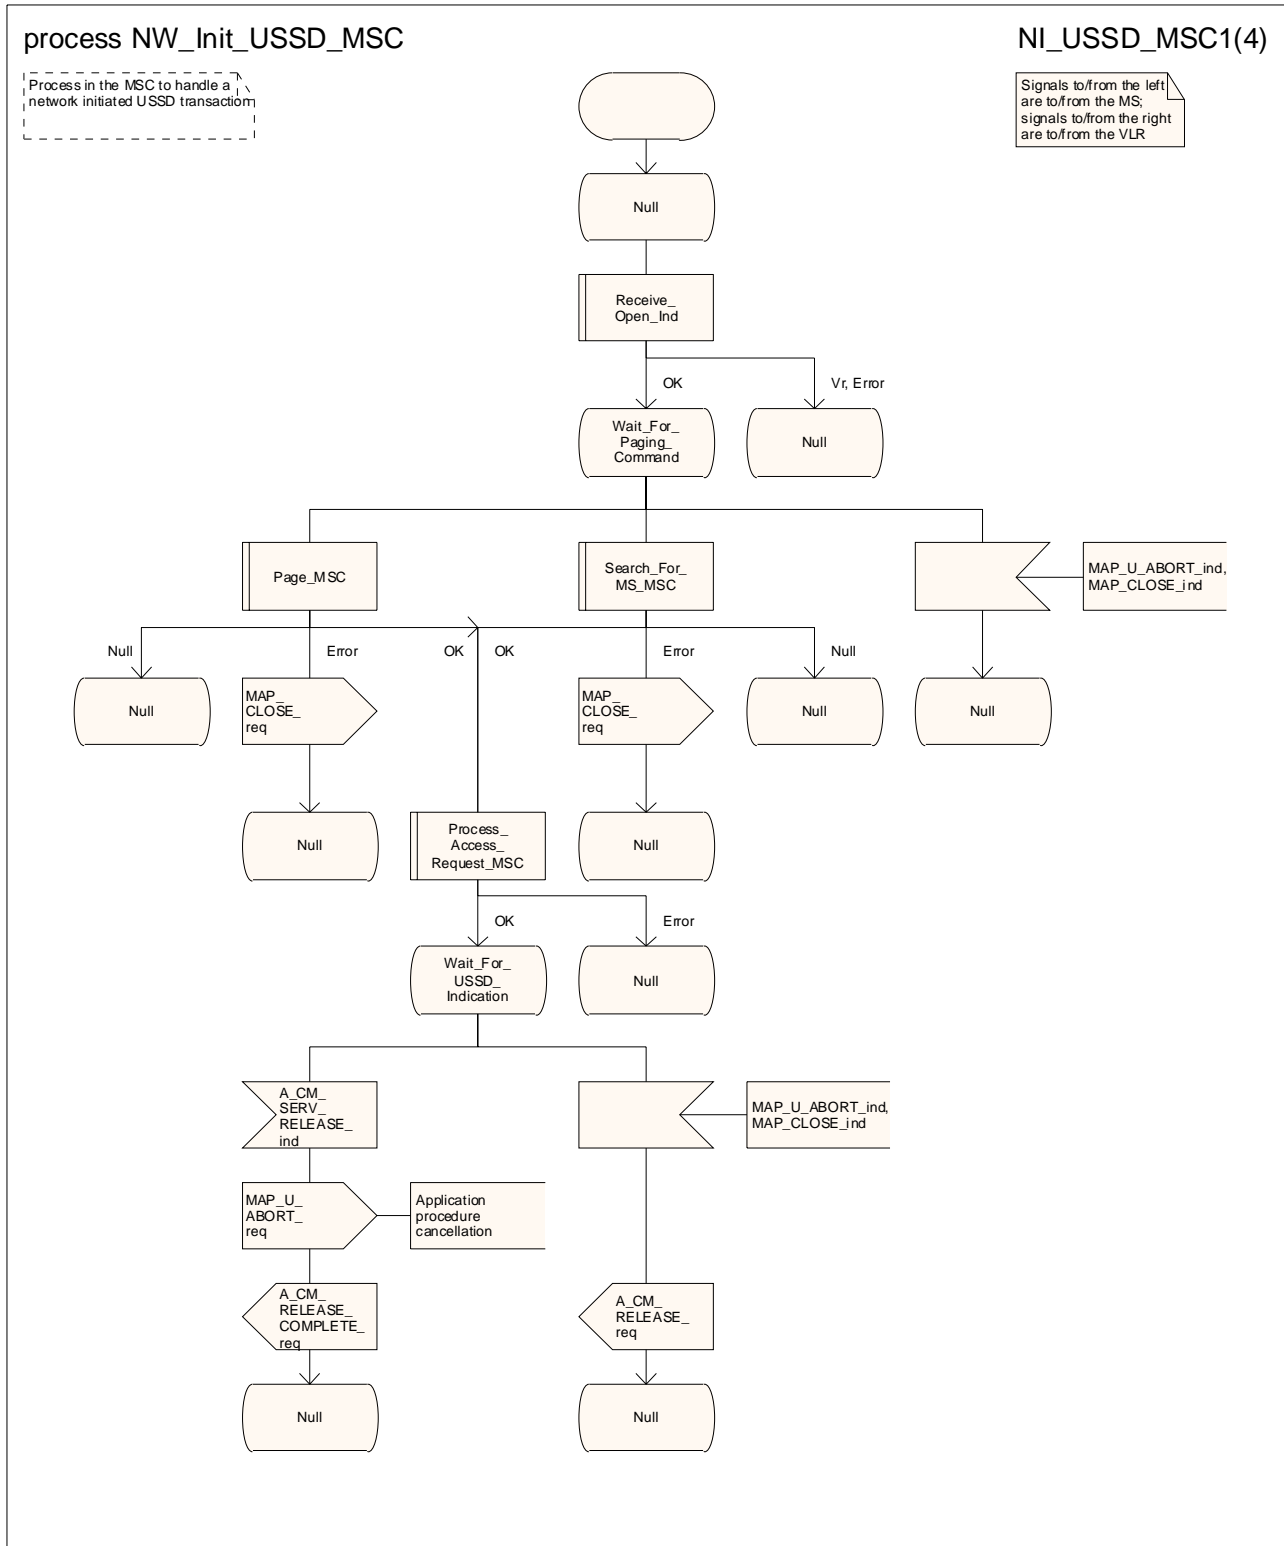 process NW_Init_USSD_MSC
NI_USSD_MSC1(4)
Process in the MSC to handle a
network initiated USSD transaction
Signals to/from the left
are to/from the MS;
signals to/from the right
are to/from the VLR
Null
Receive_
Open_Ind
OK
Vr, Error
Wait_For_
Paging_
Command
Null
Page_MSC
Search_For_
MS_MSC
MAP_U_ABORT_ind,
MAP_CLOSE_ind
Null
Error
OK
OK
Error
Null
Null
MAP_
CLOSE_
req
MAP_
CLOSE_
req
Null
Null
Null
Process_
Access_
Request_MSC
Null
OK
Error
Wait_For_
USSD_
Indication
Null
A_CM_
SERV_
RELEASE_
ind
MAP_U_ABORT_ind,
MAP_CLOSE_ind
MAP_U_
ABORT_
req
Application
procedure
cancellation
A_CM_
RELEASE_
COMPLETE_
req
A_CM_
RELEASE_
req
Null
Null